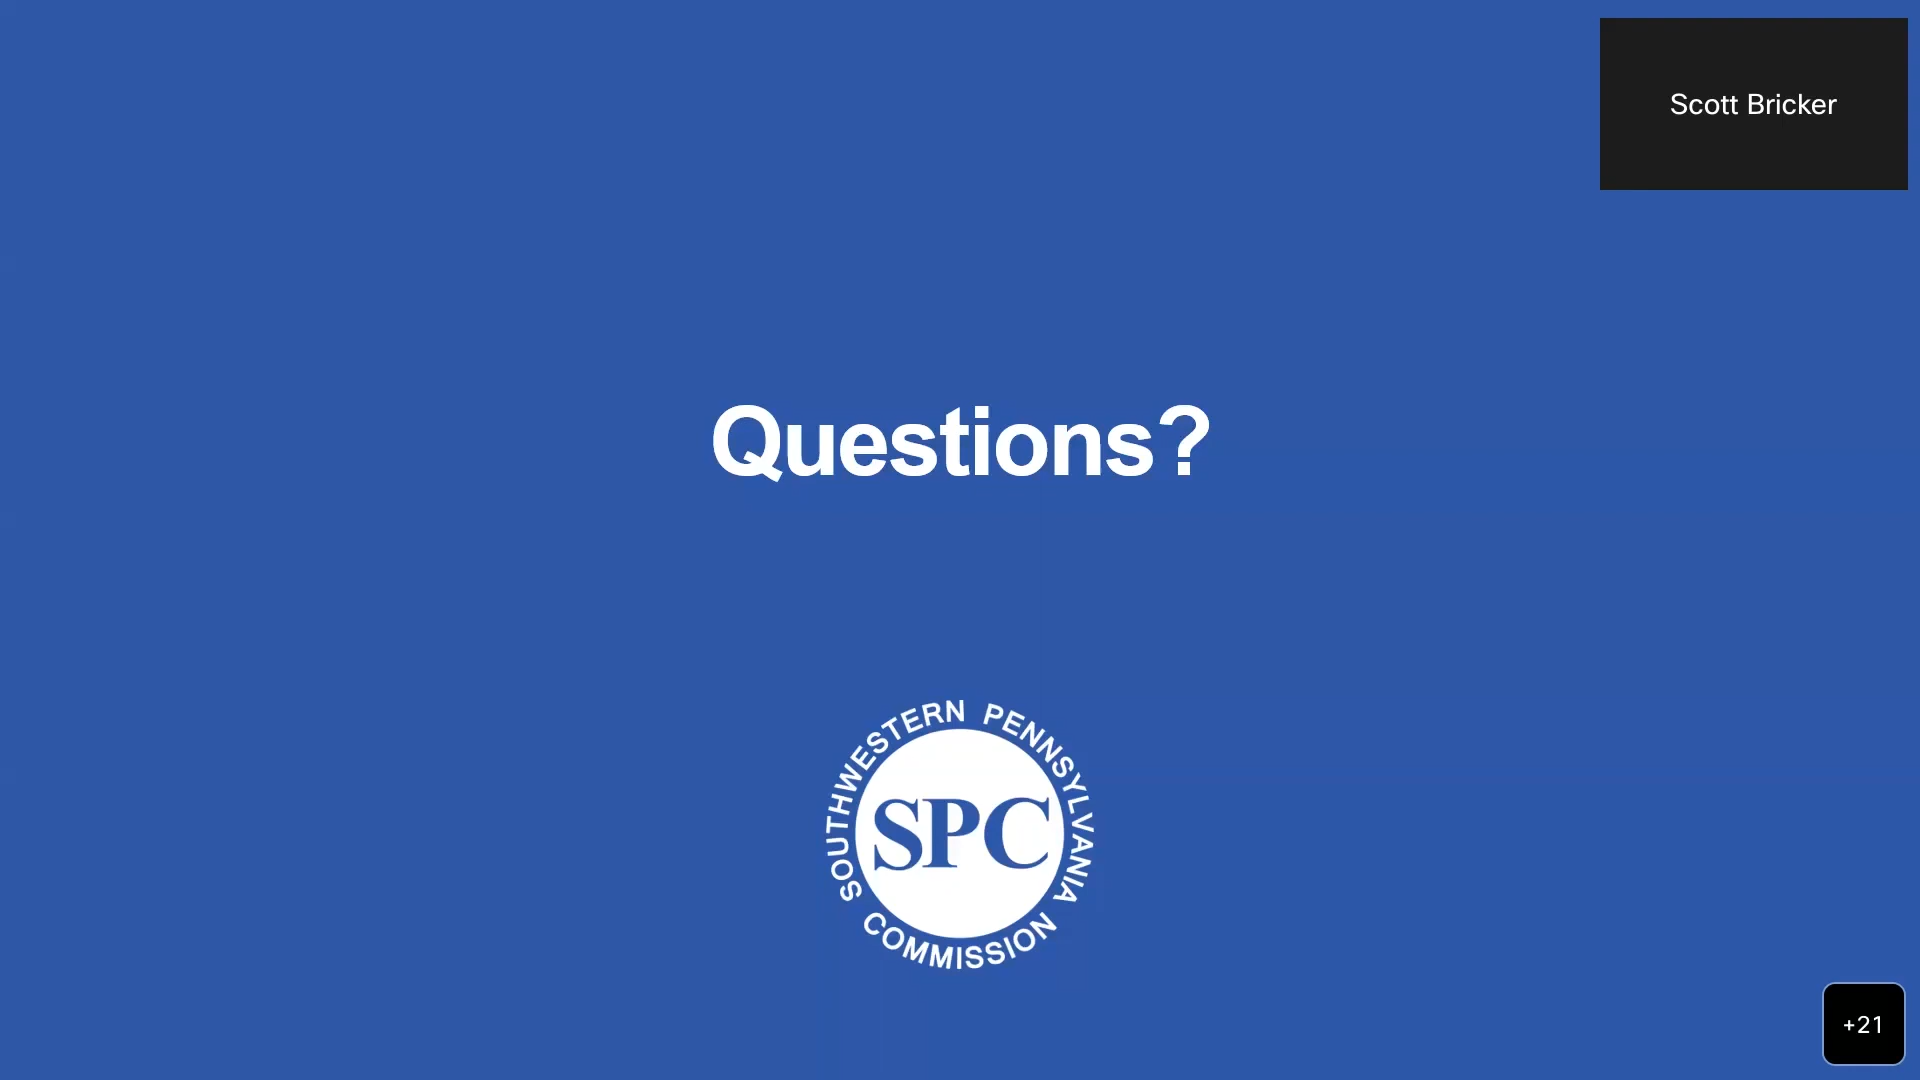 Scott Bricker
Questions?
SOUTHWESTERN PENNSYLVANIA
SPC
COMMISSION
+21